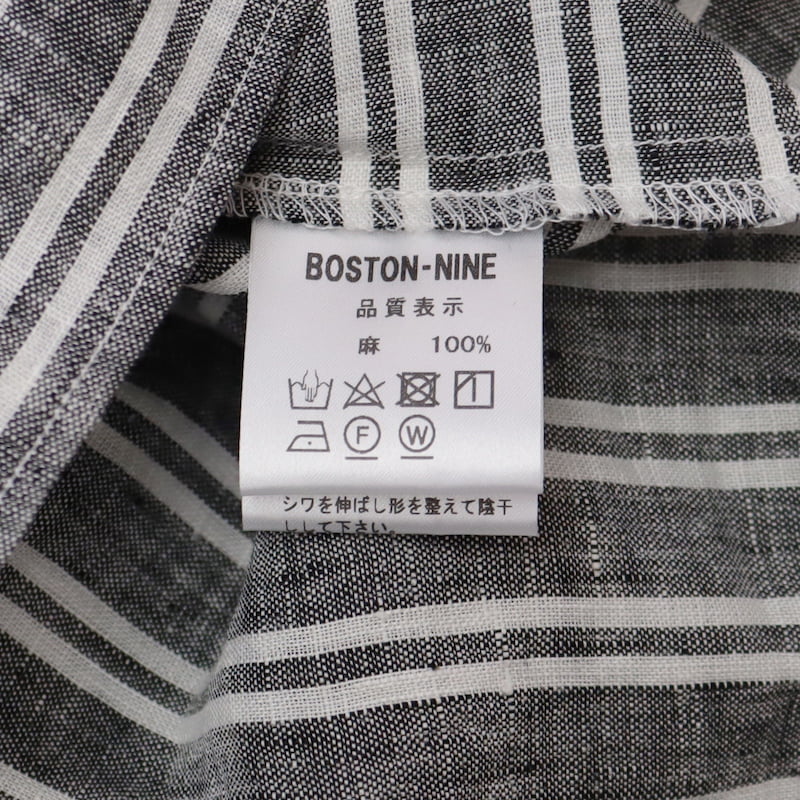 BOSTON-NINE
品質表示
麻 100%
F W
シワを伸ばし形を整えて陰干
しして下さい。